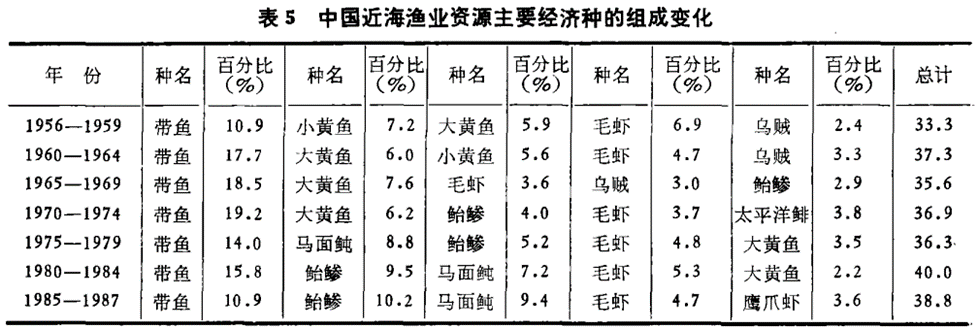 表 5 中国近海渔业资源主要经济种的组成变化
年 份 种名 百分比(%) 种名 百分比(%) 种名 百分比(%) 种名 百分比(%) 种名 百分比(%) 总计
1956—1959 带鱼 10.9 小黄鱼 7.2 大黄鱼 5.9 毛虾 6.9 乌贼 2.4 33.3
1960—1964 带鱼 17.7 大黄鱼 6.0 小黄鱼 5.6 毛虾 4.7 乌贼 3.3 37.3
1965—1969 带鱼 18.5 大黄鱼 7.6 毛虾 3.6 乌贼 3.0 鲐鲹 2.9 35.6
1970—1974 带鱼 19.2 大黄鱼 6.2 鲐鲹 4.0 毛虾 3.7 太平洋鲱 3.8 36.9
1975—1979 带鱼 14.0 马面鲀 8.8 鲐鲹 5.2 毛虾 4.8 大黄鱼 3.5 36.3
1980—1984 带鱼 15.8 鲐鲹 9.5 马面鲀 7.2 毛虾 5.3 大黄鱼 2.2 40.0
1985—1987 带鱼 10.9 鲐鲹 10.2 马面鲀 9.4 毛虾 4.7 鹰爪虾 3.6 38.8